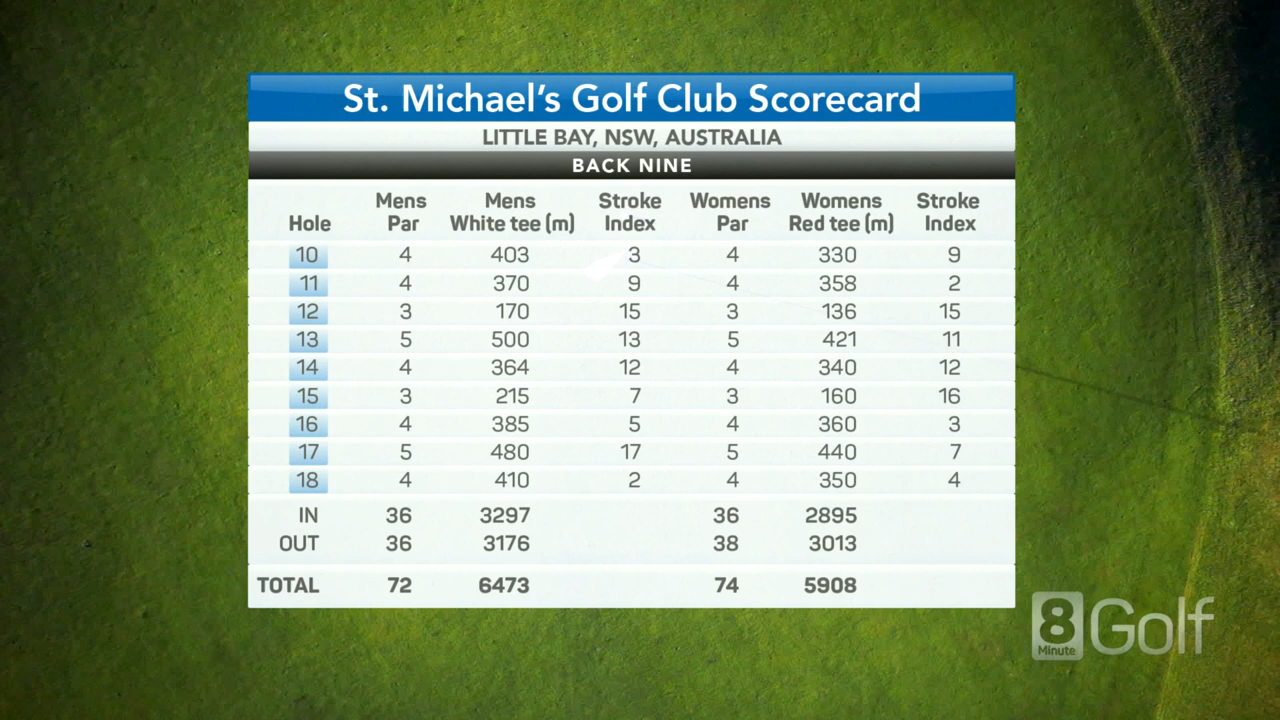 St. Michael's Golf Club Scorecard
LITTLE BAY, NSW, AUSTRALIA
BACK NINE
Hole Mens Par Mens White tee (m) Stroke Index Womens Par Womens Red tee (m) Stroke Index
10 4 403 3 4 330 9
11 4 370 9 4 358 2
12 3 170 15 3 136 15
13 5 500 13 5 421 11
14 4 364 12 4 340 12
15 3 215 7 3 160 16
16 4 385 5 4 360 3
17 5 480 17 5 440 7
18 4 410 2 4 350 4
IN 36 3297 36 2895
OUT 36 3176 38 3013
TOTAL 72 6473 74 5908
8 Minute Golf